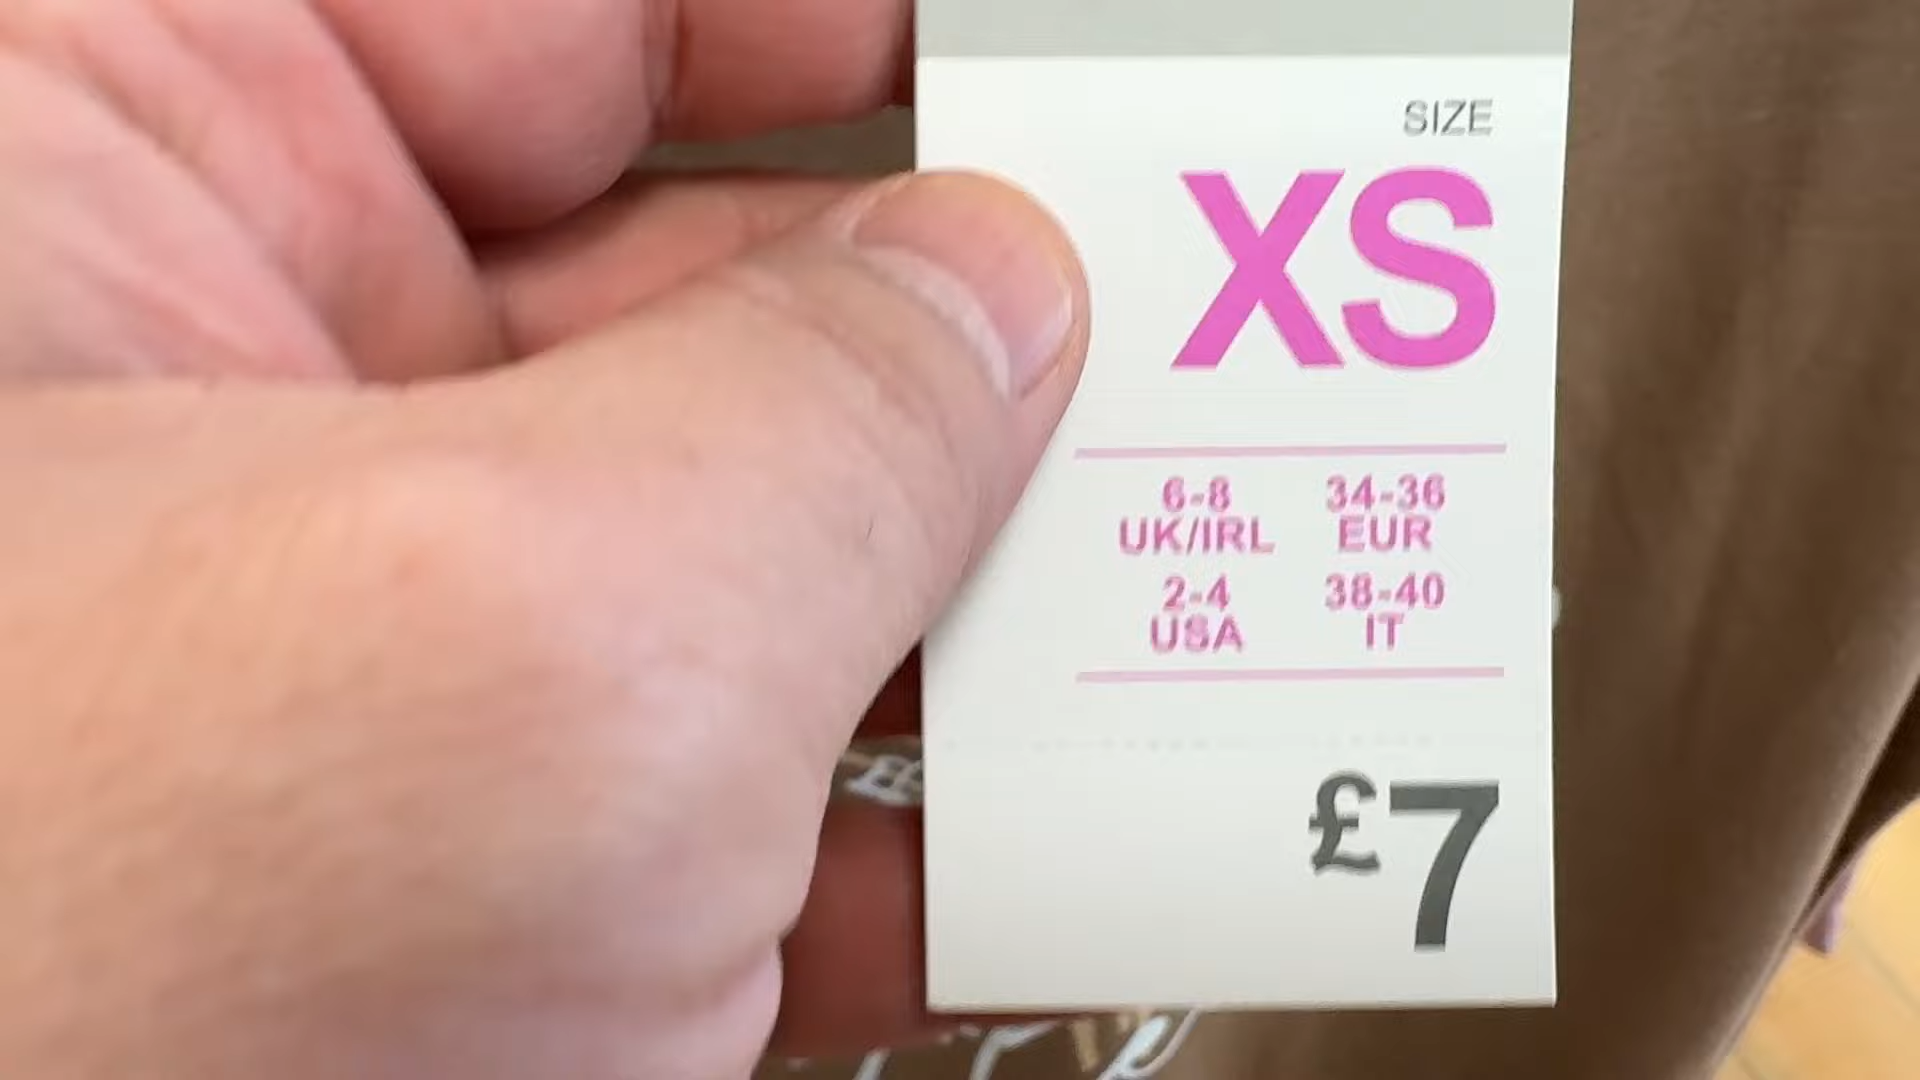 SIZE
XS
6-8 34-36
UK/IRL EUR
2-4 38-40
USA IT
£7